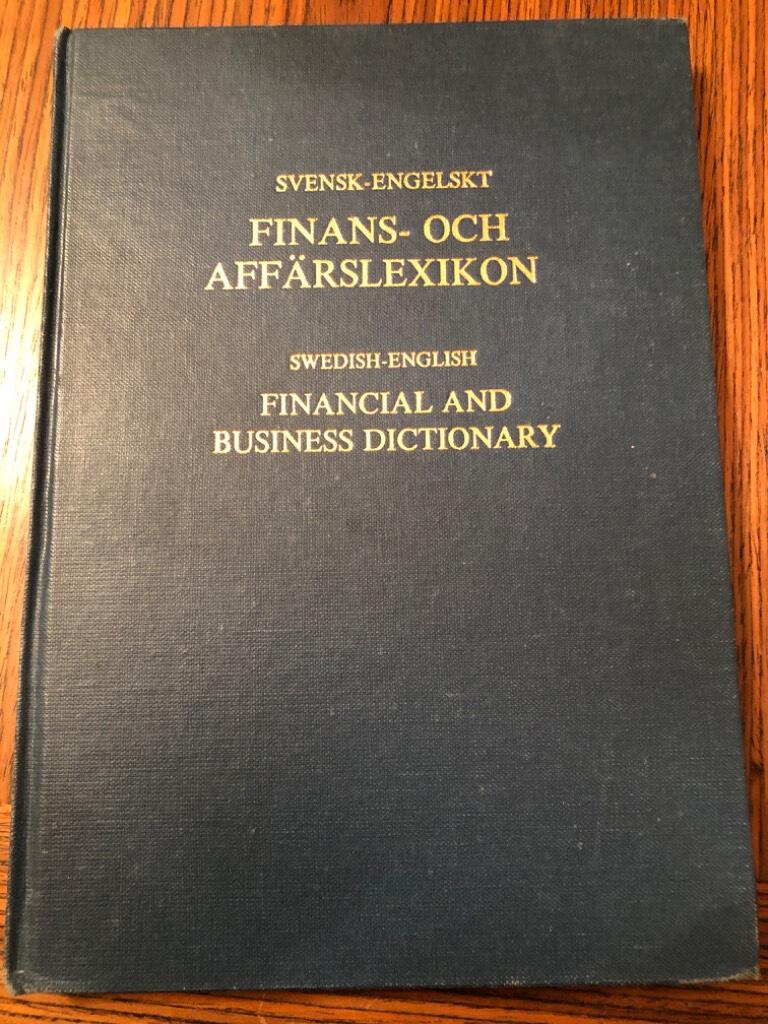 SVENSK-ENGELSKT
FINANS- OCH
AFFÄRSLEXIKON
SWEDISH-ENGLISH
FINANCIAL AND
BUSINESS DICTIONARY